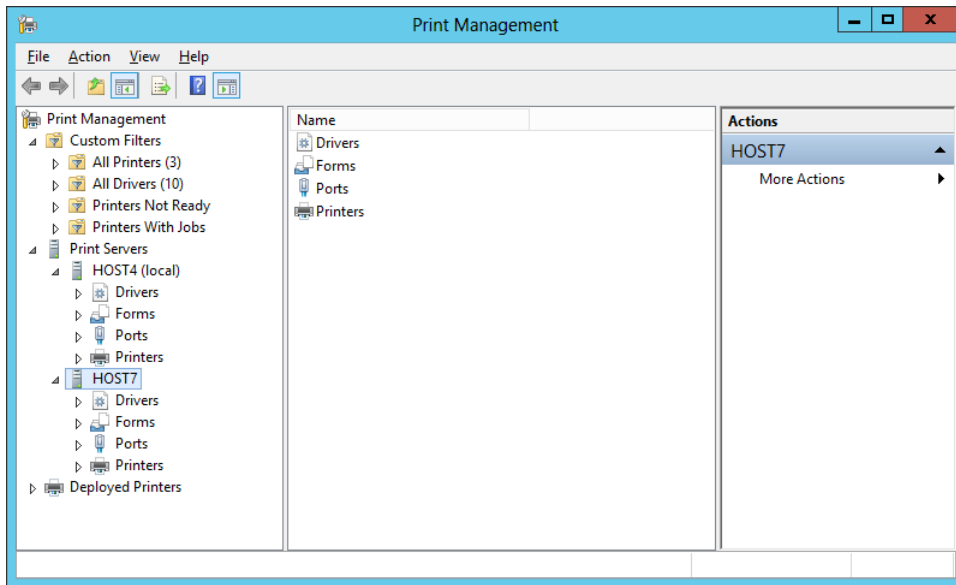 Print Management
File Action View Help
Print Management
Custom Filters
All Printers (3)
All Drivers (10)
Printers Not Ready
Printers With Jobs
Print Servers
HOST4 (local)
Drivers
Forms
Ports
Printers
HOST7
Drivers
Forms
Ports
Printers
Deployed Printers
Name
Drivers
Forms
Ports
Printers
Actions
HOST7
More Actions